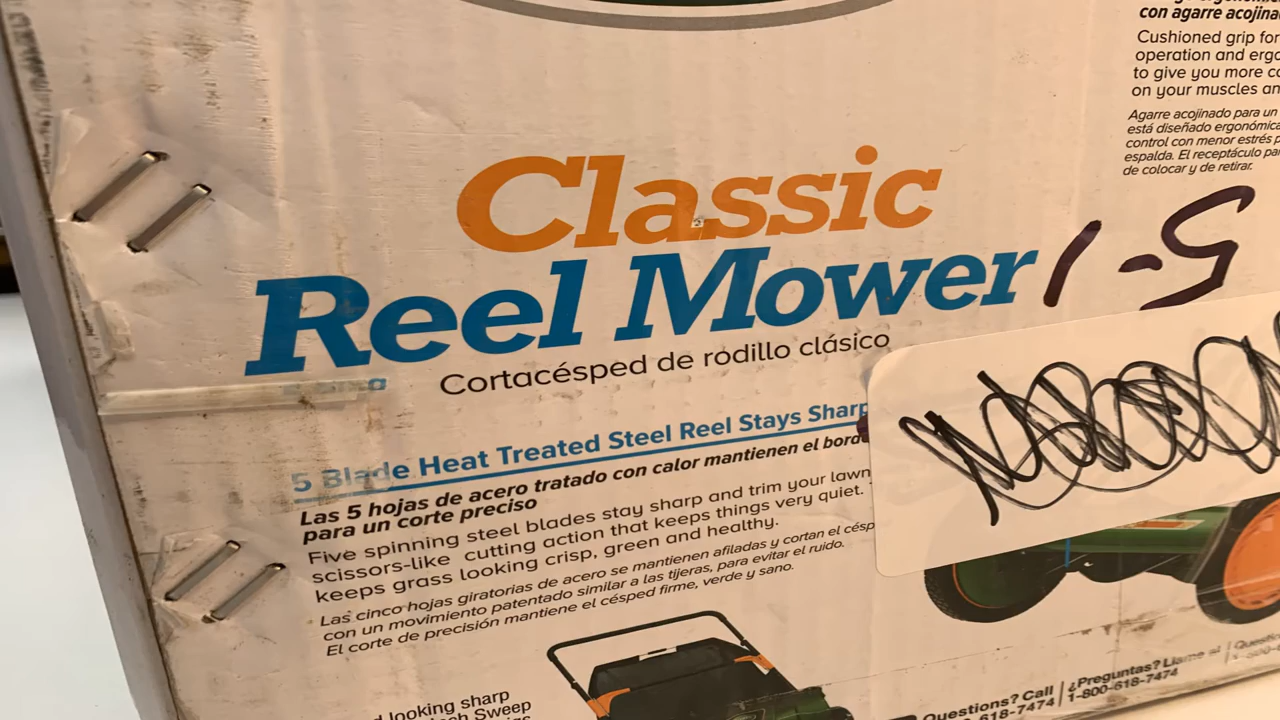 con agarre acojina
Cushioned grip for
operation and ergo
to give you more co
on your muscles an
Agarre acojinado para un
está diseñado ergonómica
control con menor estrés p
espalda. El receptáculo pa
de colocar y de retirar.
Classic
Reel Mower
1-5
Cortacésped de rodillo clásico
5 Blade Heat Treated Steel Reel Stays Sharp
Las 5 hojas de acero tratado con calor mantienen el borde
para un corte preciso
Five spinning steel blades stay sharp and trim your lawn
scissors-like cutting action that keeps things very quiet.
keeps grass looking crisp, green and healthy.
Las cinco hojas giratorias de acero se mantienen afiladas y cortan el césp
con un movimiento patentado similar a las tijeras, para evitar el ruido.
El corte de precisión mantiene el césped firme, verde y sano.
d looking sharp
Sweep
Questions? Call
618-7474
¿Preguntas? Llame al
1-800-618-7474